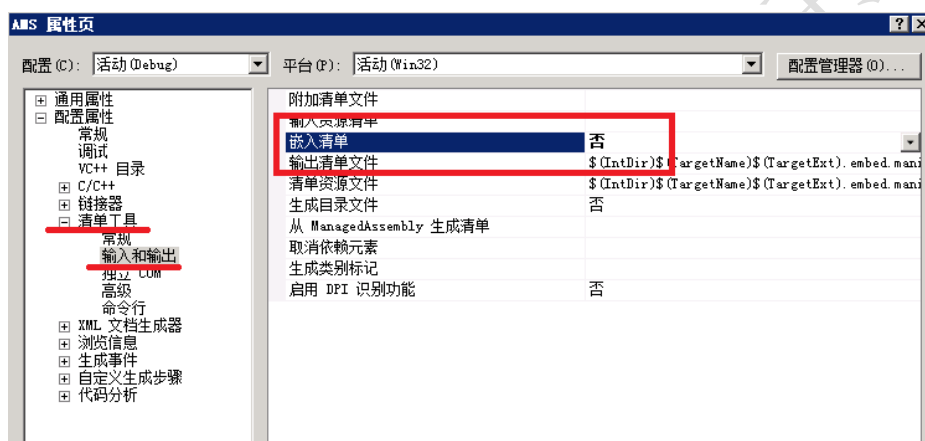 AMS 属性页
配置(C): 活动(Debug) 平台(P): 活动(Win32) 配置管理器(O)...
通用属性
配置属性
常规
调试
VC++ 目录
C/C++
链接器
清单工具
常规
输入和输出
独立 COM
高级
命令行
XML 文档生成器
浏览信息
生成事件
自定义生成步骤
代码分析
附加清单文件
输入资源清单
嵌入清单 否
输出清单文件 $(IntDir)$(TargetName)$(TargetExt).embed.mani
清单资源文件 $(IntDir)$(TargetName)$(TargetExt).embed.mani
生成目录文件 否
从 ManagedAssembly 生成清单
取消依赖元素
生成类别标记
启用 DPI 识别功能 否